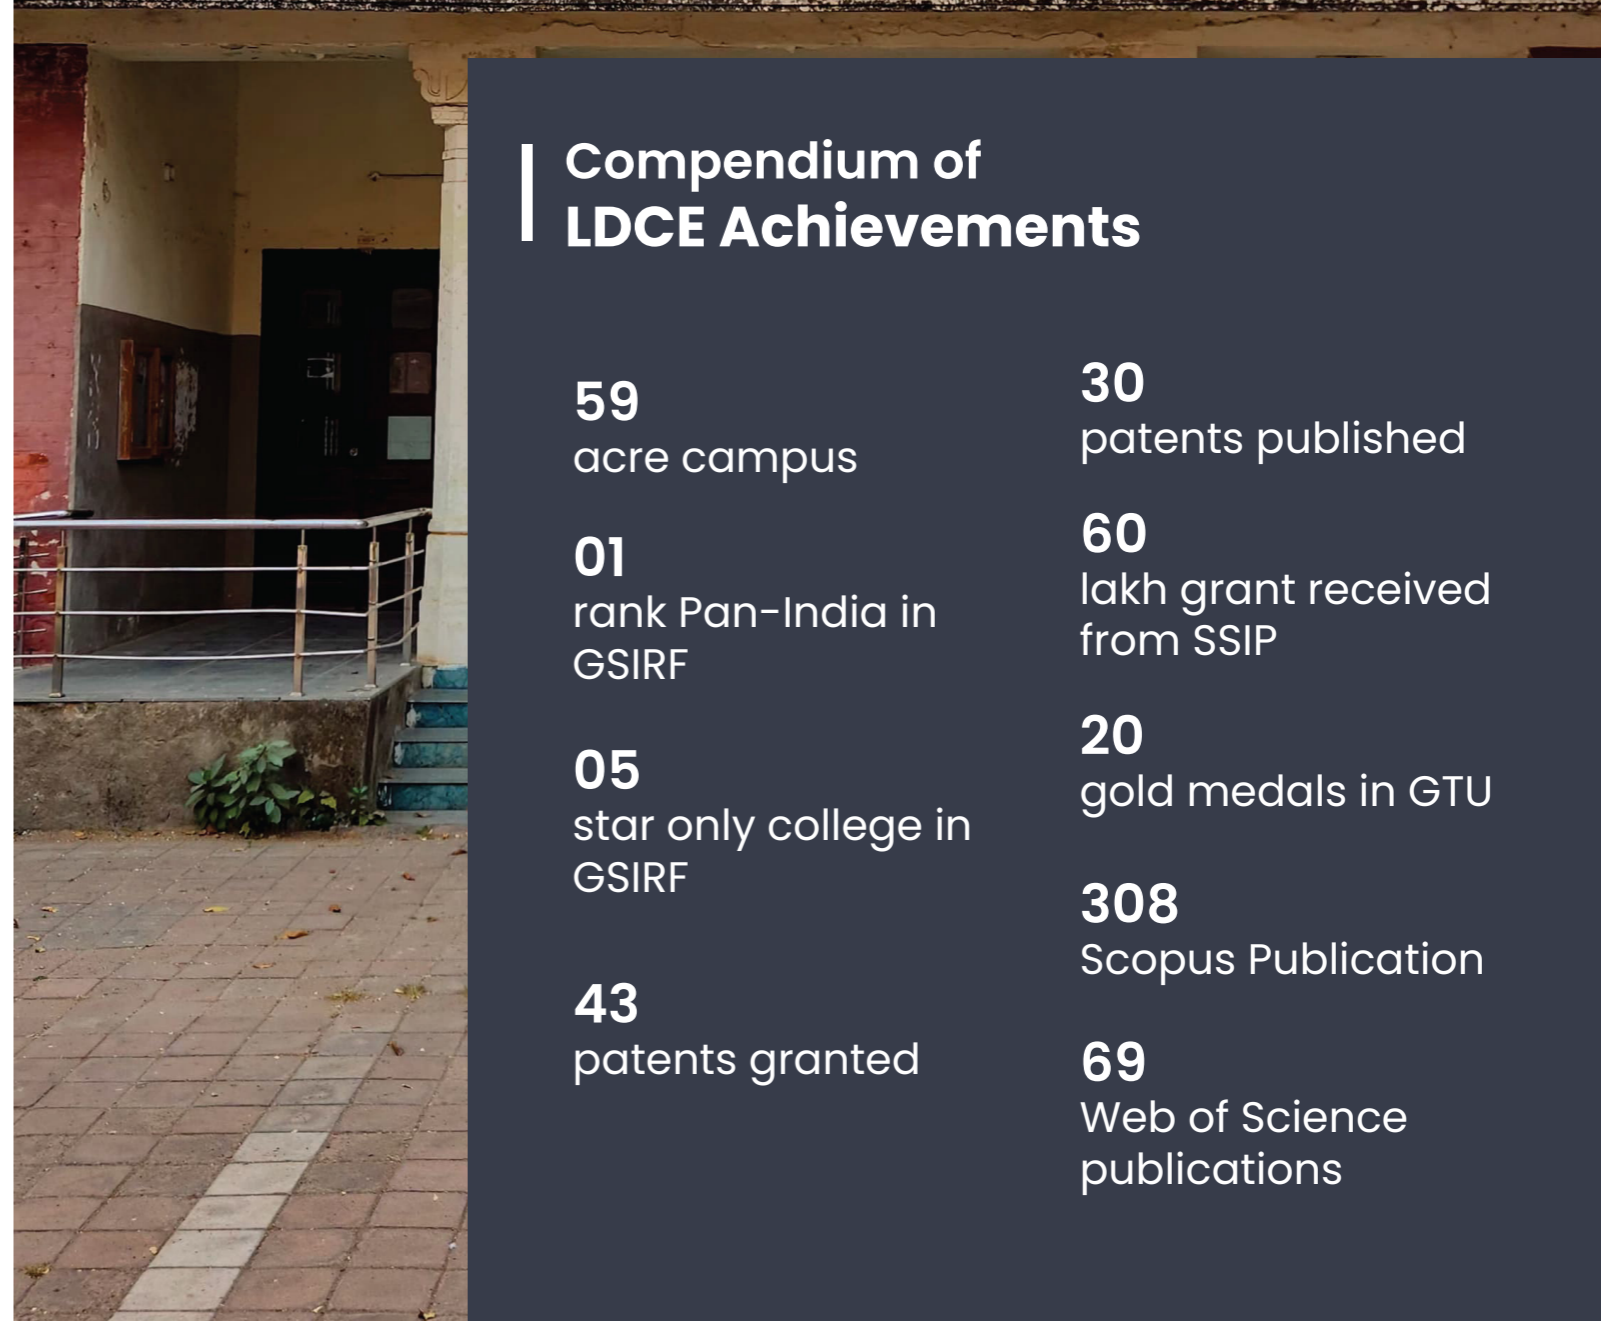 Compendium of
LDCE Achievements
59
acre campus
01
rank Pan-India in
GSIRF
05
star only college in
GSIRF
43
patents granted
30
patents published
60
lakh grant received
from SSIP
20
gold medals in GTU
308
Scopus Publication
69
Web of Science
publications